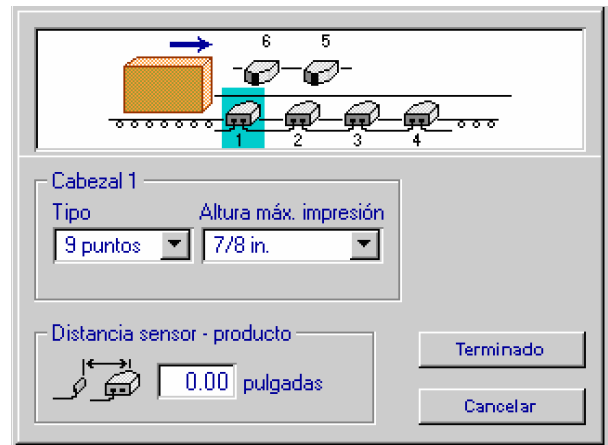 6 5
1 2 3 4
Cabezal 1
Tipo Altura máx. impresión
9 puntos 7/8 in.
Distancia sensor - producto
0.00 pulgadas
Terminado
Cancelar